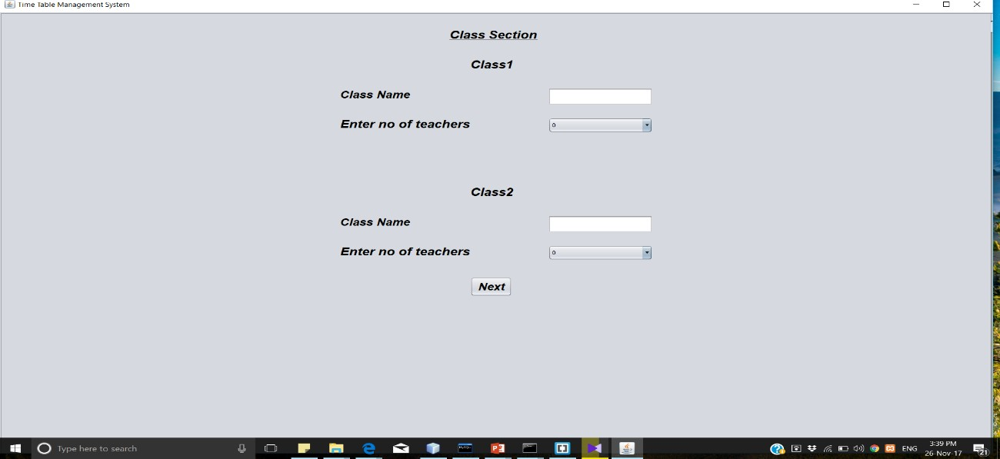 Time Table Management System
Class Section
Class1
Class Name
Enter no of teachers
0
Class2
Class Name
Enter no of teachers
0
Next
Type here to search
MySQL
P
ENG
3:39 PM
26-Nov-17
21